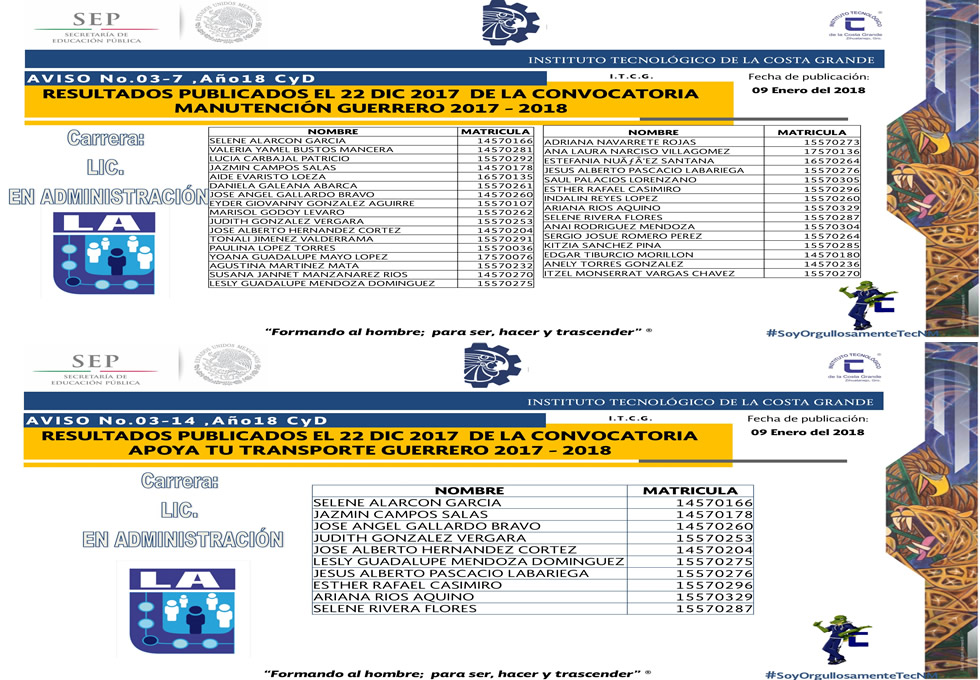 SEP
SECRETARÍA DE
EDUCACIÓN PÚBLICA
ESTADOS UNIDOS MEXICANOS
INSTITUTO TECNOLÓGICO
C
de la Costa Grande
Zihuatanejo, Gro.
INSTITUTO TECNOLÓGICO DE LA COSTA GRANDE
AVISO No.03-7 ,Año18 CyD
I.T.C.G.
Fecha de publicación:
09 Enero del 2018
RESULTADOS PUBLICADOS EL 22 DIC 2017 DE LA CONVOCATORIA
MANUTENCIÓN GUERRERO 2017 – 2018
Carrera:
LIC.
EN ADMINISTRACIÓN
LA
NOMBRE MATRICULA
SELENE ALARCON GARCIA 14570166
VALERIA YAMEL BUSTOS MANCERA 14570281
LUCIA CARBAJAL PATRICIO 15570292
JAZMIN CAMPOS SALAS 14570178
AIDE EVARISTO LOEZA 16570135
DANIELA GALEANA ABARCA 15570261
JOSE ANGEL GALLARDO BRAVO 14570260
EYDER GIOVANNY GONZALEZ AGUIRRE 15570107
MARISOL GODOY LEVARO 15570262
JUDITH GONZALEZ VERGARA 15570253
JOSE ALBERTO HERNANDEZ CORTEZ 14570204
TONALI JIMENEZ VALDERRAMA 15570291
PAULINA LOPEZ TORRES 15570036
YOANA GUADALUPE MAYO LOPEZ 17570076
AGUSTINA MARTINEZ MATA 15570232
SUSANA JANNET MANZANAREZ RIOS 14570270
LESLY GUADALUPE MENDOZA DOMINGUEZ 15570275
NOMBRE MATRICULA
ADRIANA NAVARRETE ROJAS 15570273
ANA LAURA NARCISO VILLAGOMEZ 17570136
ESTEFANIA NUÃƒÂ'EZ SANTANA 16570264
JESUS ALBERTO PASCACIO LABARIEGA 15570276
SAUL PALACIOS LORENZANO 15570305
ESTHER RAFAEL CASIMIRO 15570296
INDALIN REYES LOPEZ 15570260
ARIANA RIOS AQUINO 15570329
SELENE RIVERA FLORES 15570287
ANAI RODRIGUEZ MENDOZA 15570304
SERGIO JOSUE ROMERO PEREZ 15570264
KITZIA SANCHEZ PINA 15570285
EDGAR TIBURCIO MORILLON 14570180
ANELY TORRES GONZALEZ 14570236
ITZEL MONSERRAT VARGAS CHAVEZ 15570270
C
“Formando al hombre; para ser, hacer y trascender” ®
#SoyOrgullosamenteTecNM
SEP
SECRETARÍA DE
EDUCACIÓN PÚBLICA
ESTADOS UNIDOS MEXICANOS
INSTITUTO TECNOLÓGICO
C
de la Costa Grande
Zihuatanejo, Gro.
INSTITUTO TECNOLÓGICO DE LA COSTA GRANDE
AVISO No.03-14 ,Año18 CyD
I.T.C.G.
Fecha de publicación:
09 Enero del 2018
RESULTADOS PUBLICADOS EL 22 DIC 2017 DE LA CONVOCATORIA
APOYA TU TRANSPORTE GUERRERO 2017 – 2018
Carrera:
LIC.
EN ADMINISTRACIÓN
LA
NOMBRE MATRICULA
SELENE ALARCON GARCIA 14570166
JAZMIN CAMPOS SALAS 14570178
JOSE ANGEL GALLARDO BRAVO 14570260
JUDITH GONZALEZ VERGARA 15570253
JOSE ALBERTO HERNANDEZ CORTEZ 14570204
LESLY GUADALUPE MENDOZA DOMINGUEZ 15570275
JESUS ALBERTO PASCACIO LABARIEGA 15570276
ESTHER RAFAEL CASIMIRO 15570296
ARIANA RIOS AQUINO 15570329
SELENE RIVERA FLORES 15570287
C
“Formando al hombre; para ser, hacer y trascender” ®
#SoyOrgullosamenteTecNM